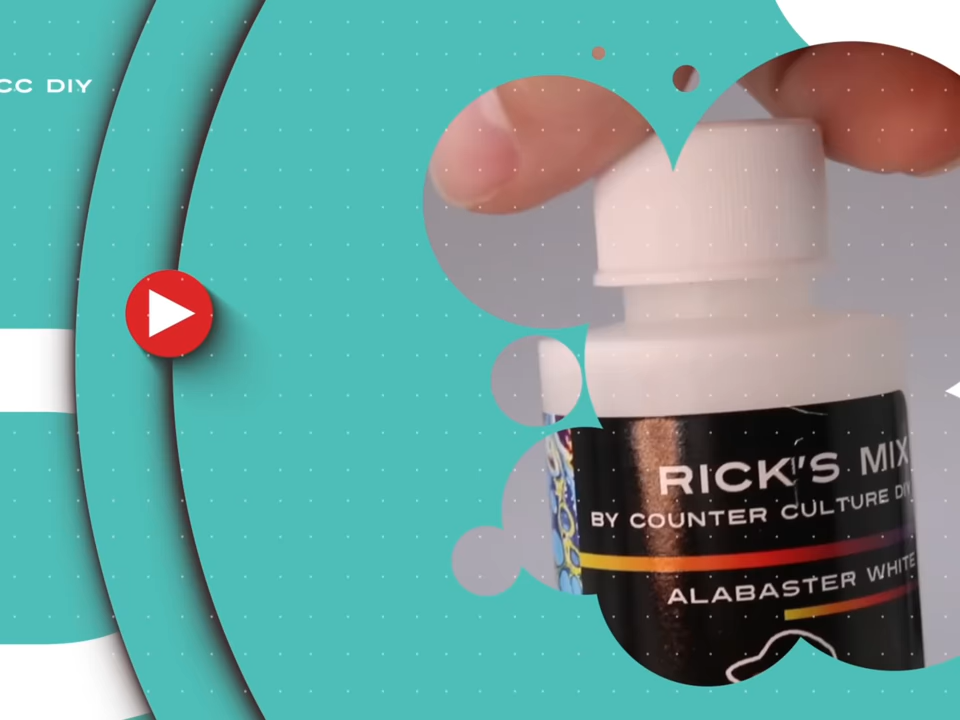 CC DIY
RICK'S MIX
BY COUNTER CULTURE DIY
ALABASTER WHITE